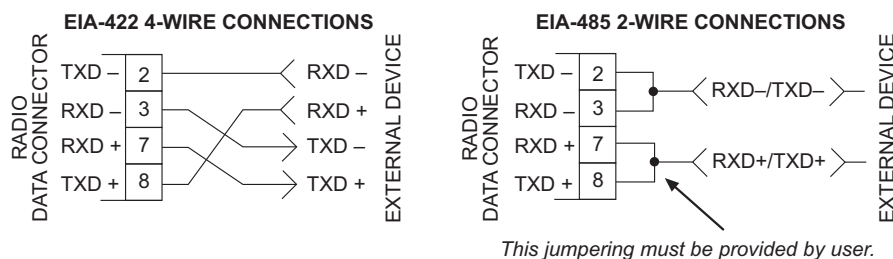 EIA-422 4-WIRE CONNECTIONS
RADIO
DATA CONNECTOR
TXD – 2 RXD –
RXD – 3 RXD +
RXD + 7 TXD –
TXD + 8 TXD +
EXTERNAL DEVICE
EIA-485 2-WIRE CONNECTIONS
RADIO
DATA CONNECTOR
TXD – 2
RXD – 3
RXD + 7
TXD + 8
RXD–/TXD–
RXD+/TXD+
EXTERNAL DEVICE
This jumpering must be provided by user.